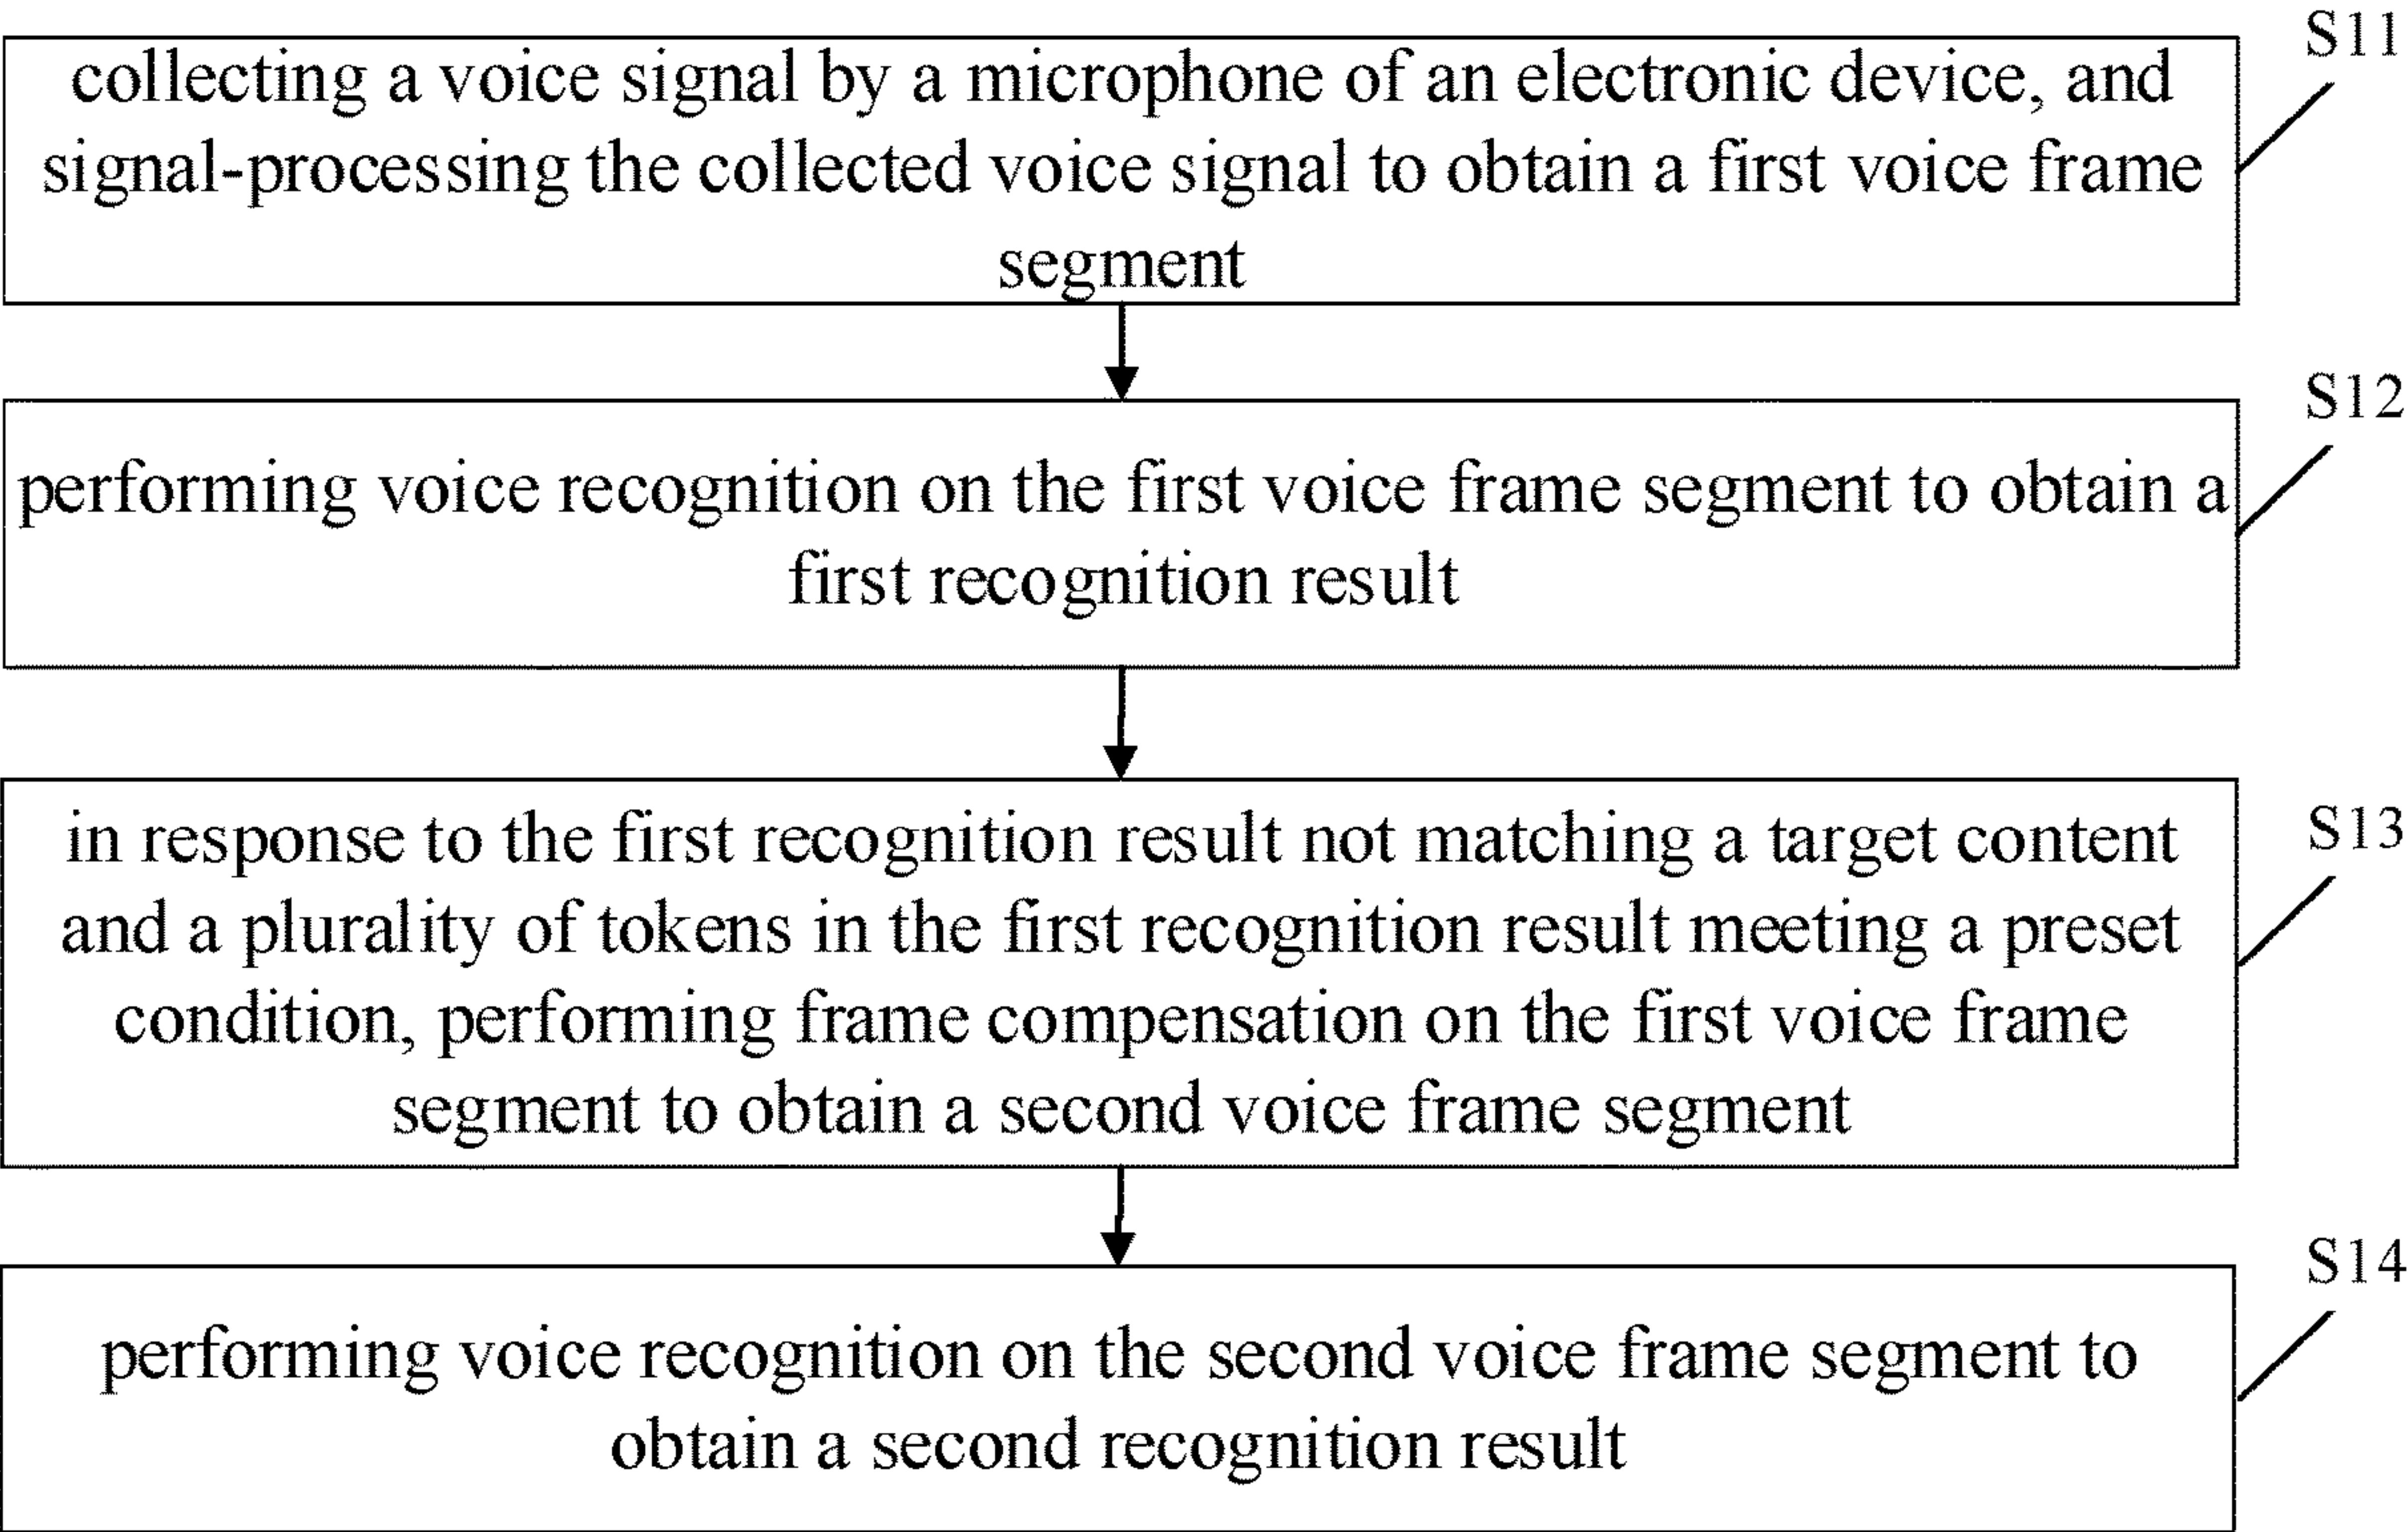 S11
collecting a voice signal by a microphone of an electronic device, and
signal-processing the collected voice signal to obtain a first voice frame
segment
S12
performing voice recognition on the first voice frame segment to obtain a
first recognition result
S13
in response to the first recognition result not matching a target content
and a plurality of tokens in the first recognition result meeting a preset
condition, performing frame compensation on the first voice frame
segment to obtain a second voice frame segment
S14
performing voice recognition on the second voice frame segment to
obtain a second recognition result